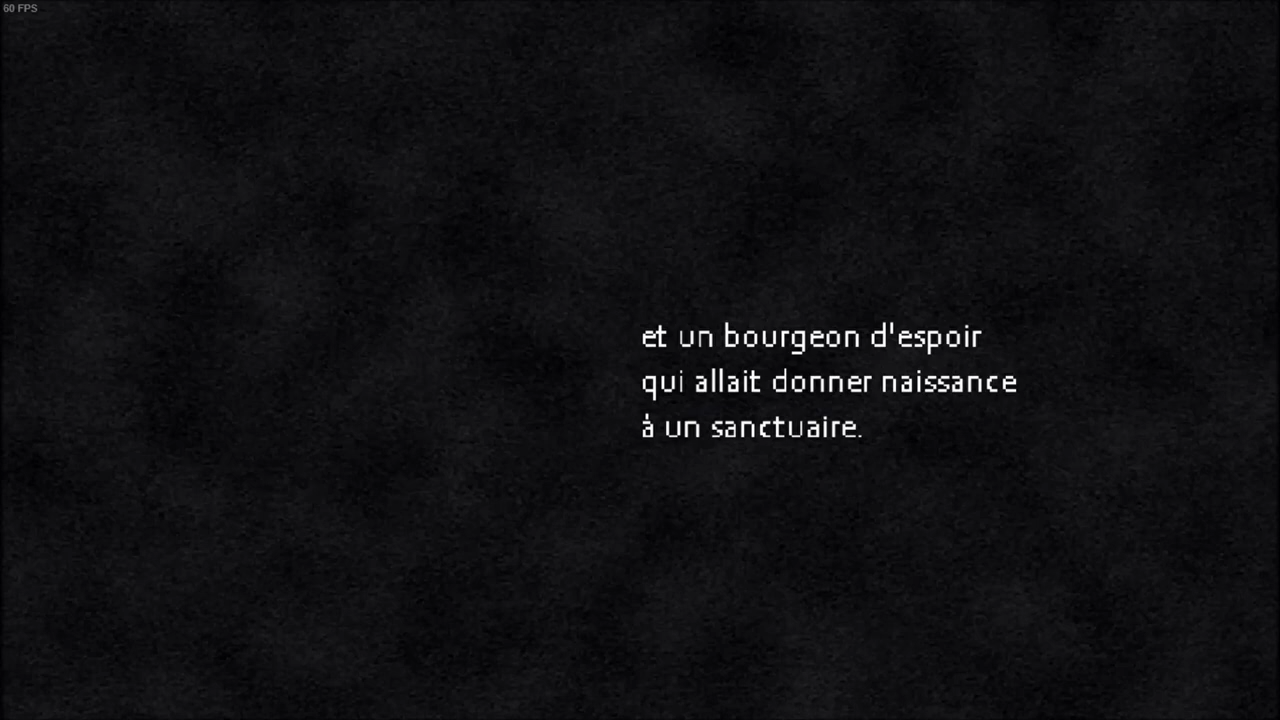 60 FPS
et un bourgeon d'espoir
qui allait donner naissance
à un sanctuaire.